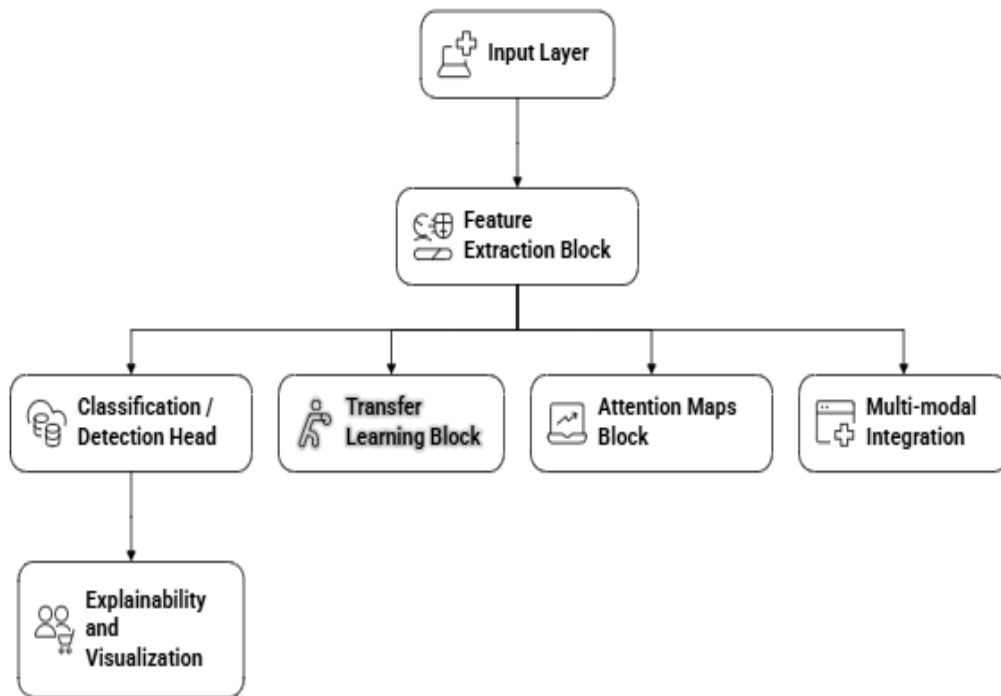 Input Layer
Feature
Extraction Block
Classification /
Detection Head
Transfer
Learning Block
Attention Maps
Block
Multi-modal
Integration
Explainability
and
Visualization